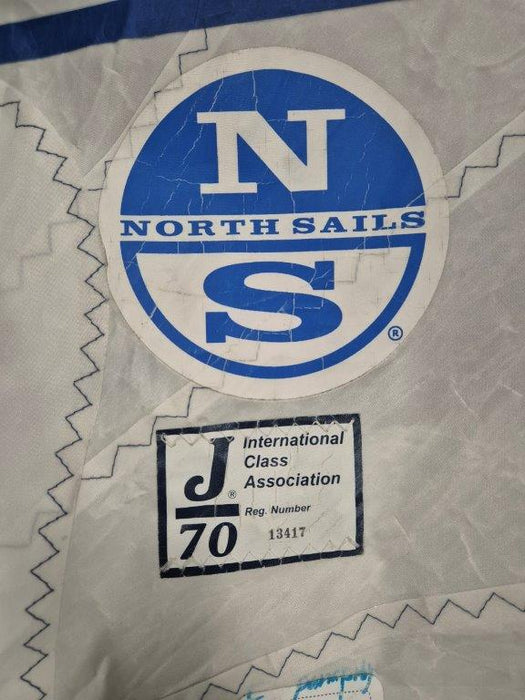 N
NORTH SAILS
S
®
J® International
Class
Association
Reg. Number
70 13417